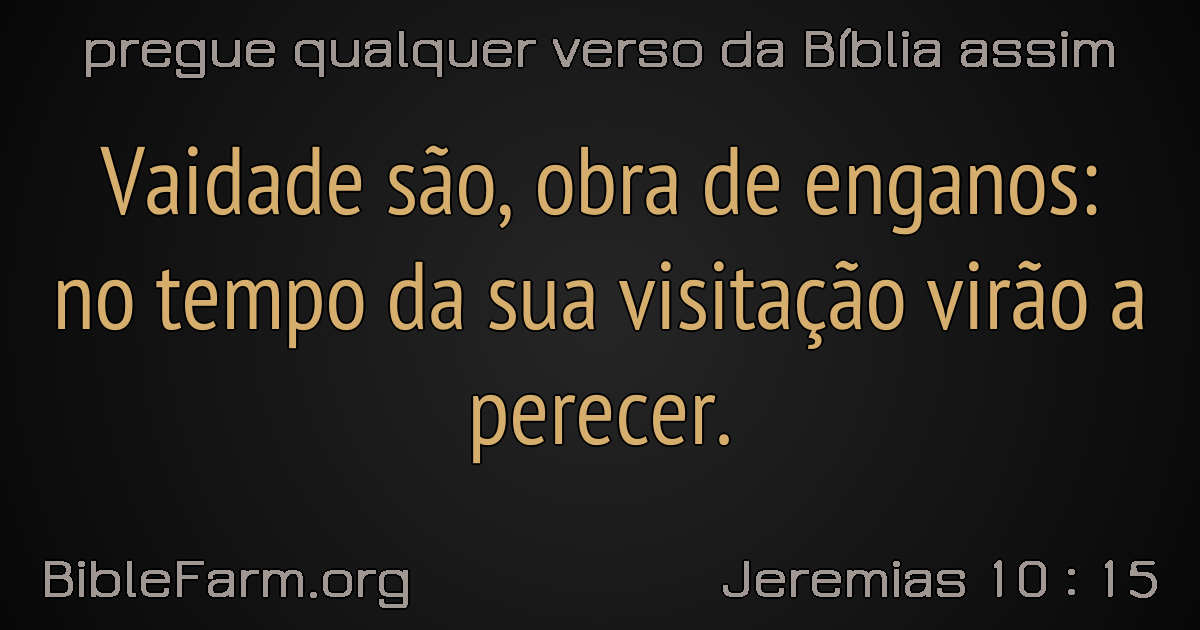 pregue qualquer verso da Bíblia assim
Vaidade são, obra de enganos:
no tempo da sua visitação virão a
perecer.
BibleFarm.org
Jeremias 10 : 15